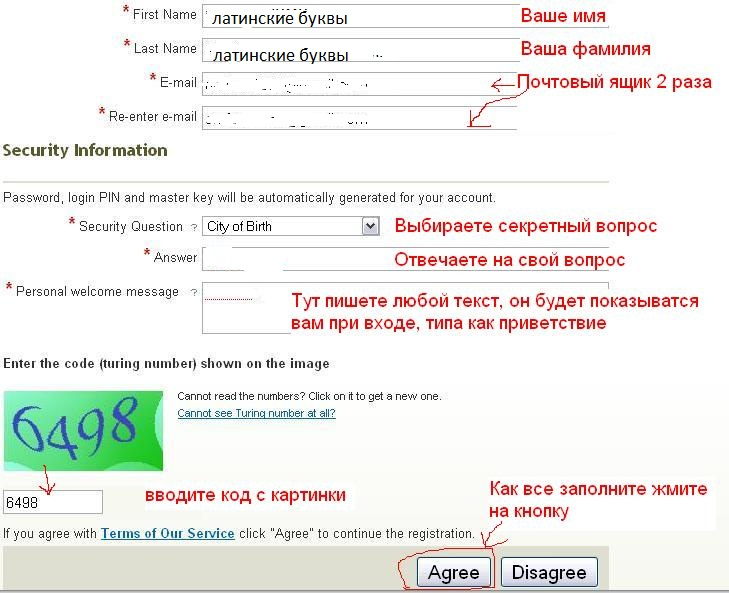 * First Name латинские буквы Ваше имя
* Last Name латинские буквы Ваша фамилия
* E-mail Почтовый ящик 2 раза
* Re-enter e-mail
Security Information
Password, login PIN and master key will be automatically generated for your account.
* Security Question ? City of Birth Выбираете секретный вопрос
* Answer Отвечаете на свой вопрос
* Personal welcome message ? Тут пишете любой текст, он будет показыватся
вам при входе, типа как приветствие
Enter the code (turing number) shown on the image
6498
Cannot read the numbers? Click on it to get a new one.
Cannot see Turing number at all?
6498 вводите код с картинки
Как все заполните жмите
на кнопку
If you agree with Terms of Our Service click "Agree" to continue the registration.
Agree Disagree